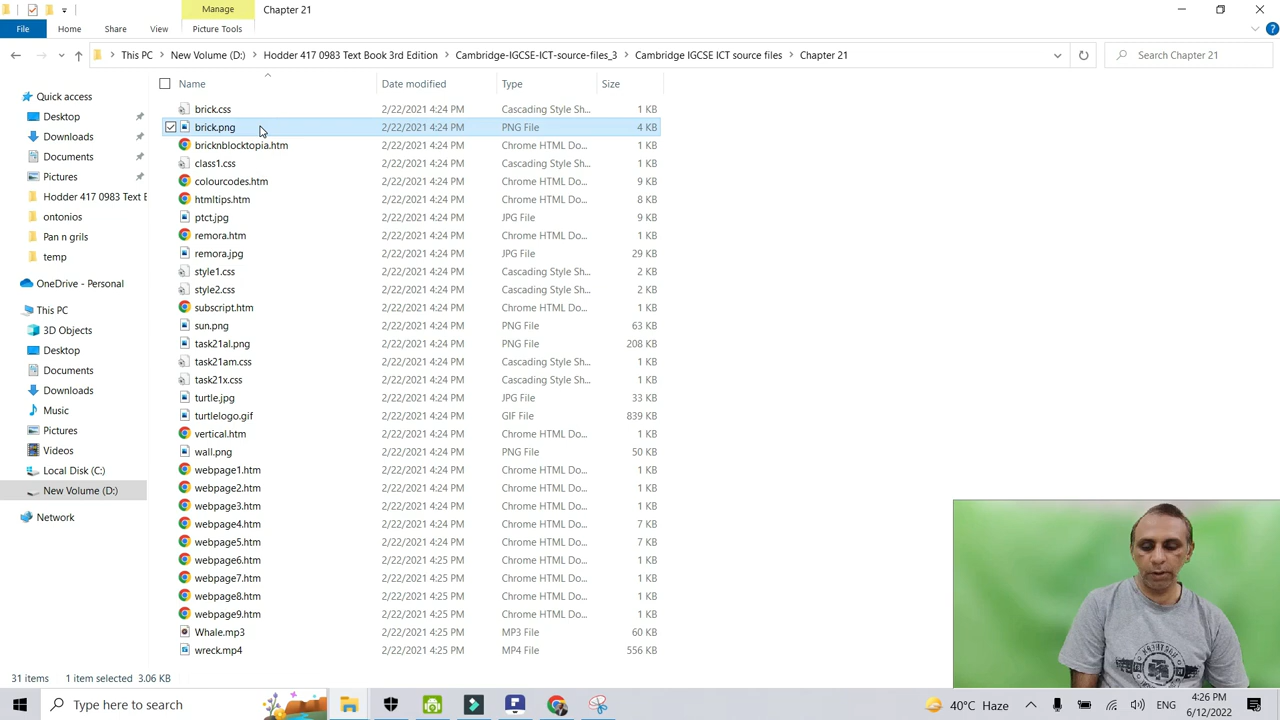 Manage
Chapter 21
File
Home
Share
View
Picture Tools
This PC
New Volume (D:)
Hodder 417 0983 Text Book 3rd Edition
Cambridge-IGCSE-ICT-source-files_3
Cambridge IGCSE ICT source files
Chapter 21
Search Chapter 21
Name
Date modified
Type
Size
Quick access
Desktop
Downloads
Documents
Pictures
Hodder 417 0983 Text E
ontonios
Pan n grils
temp
OneDrive - Personal
This PC
3D Objects
Desktop
Documents
Downloads
Music
Pictures
Videos
Local Disk (C:)
New Volume (D:)
Network
brick.css 2/22/2021 4:24 PM Cascading Style Sh... 1 KB
brick.png 2/22/2021 4:24 PM PNG File 4 KB
bricknblocktopia.htm 2/22/2021 4:24 PM Chrome HTML Do... 1 KB
class1.css 2/22/2021 4:24 PM Cascading Style Sh... 1 KB
colourcodes.htm 2/22/2021 4:24 PM Chrome HTML Do... 9 KB
htmltips.htm 2/22/2021 4:24 PM Chrome HTML Do... 8 KB
ptct.jpg 2/22/2021 4:24 PM JPG File 9 KB
remora.htm 2/22/2021 4:24 PM Chrome HTML Do... 1 KB
remora.jpg 2/22/2021 4:24 PM JPG File 29 KB
style1.css 2/22/2021 4:24 PM Cascading Style Sh... 2 KB
style2.css 2/22/2021 4:24 PM Cascading Style Sh... 2 KB
subscript.htm 2/22/2021 4:24 PM Chrome HTML Do... 1 KB
sun.png 2/22/2021 4:24 PM PNG File 63 KB
task21al.png 2/22/2021 4:24 PM PNG File 208 KB
task21am.css 2/22/2021 4:24 PM Cascading Style Sh... 1 KB
task21x.css 2/22/2021 4:24 PM Cascading Style Sh... 1 KB
turtle.jpg 2/22/2021 4:24 PM JPG File 33 KB
turtlelogo.gif 2/22/2021 4:24 PM GIF File 839 KB
vertical.htm 2/22/2021 4:24 PM Chrome HTML Do... 1 KB
wall.png 2/22/2021 4:24 PM PNG File 50 KB
webpage1.htm 2/22/2021 4:24 PM Chrome HTML Do... 1 KB
webpage2.htm 2/22/2021 4:24 PM Chrome HTML Do... 1 KB
webpage3.htm 2/22/2021 4:24 PM Chrome HTML Do... 1 KB
webpage4.htm 2/22/2021 4:24 PM Chrome HTML Do... 7 KB
webpage5.htm 2/22/2021 4:24 PM Chrome HTML Do... 7 KB
webpage6.htm 2/22/2021 4:25 PM Chrome HTML Do... 1 KB
webpage7.htm 2/22/2021 4:25 PM Chrome HTML Do... 1 KB
webpage8.htm 2/22/2021 4:25 PM Chrome HTML Do... 1 KB
webpage9.htm 2/22/2021 4:25 PM Chrome HTML Do... 1 KB
Whale.mp3 2/22/2021 4:25 PM MP3 File 60 KB
wreck.mp4 2/22/2021 4:25 PM MP4 File 556 KB
31 items 1 item selected 3.06 KB
Type here to search
40°C Haze
ENG
4:26 PM
6/12/2022